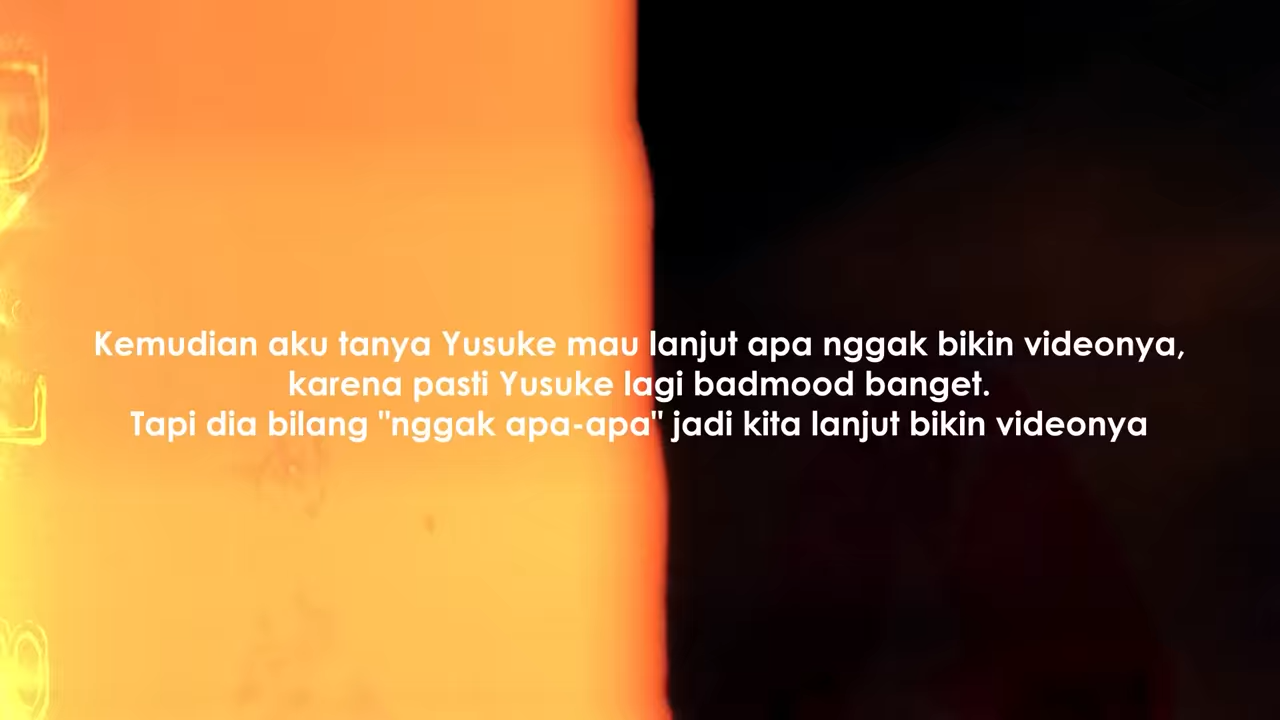 Kemudian aku tanya Yusuke mau lanjut apa nggak bikin videonya,
karena pasti Yusuke lagi badmood banget.
Tapi dia bilang "nggak apa-apa" jadi kita lanjut bikin videonya